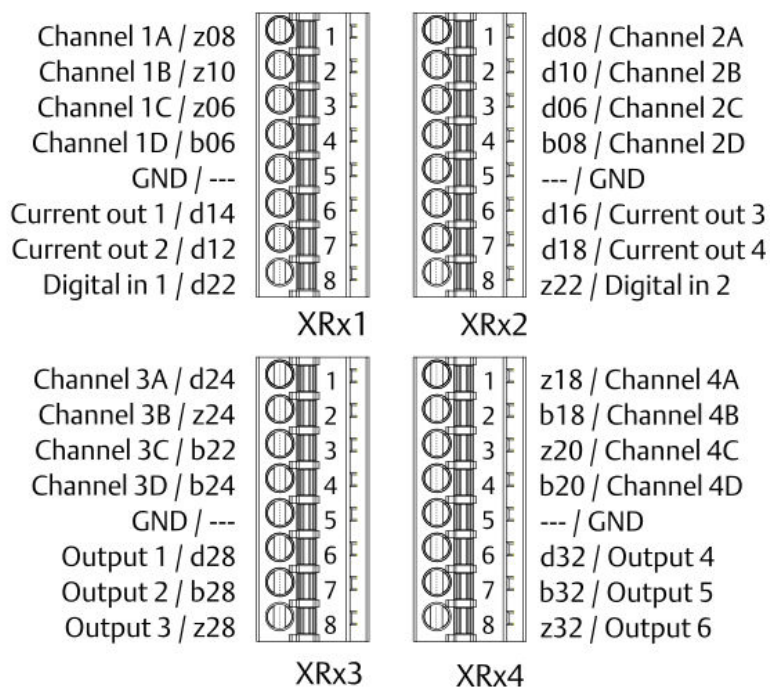 Channel 1A / z08 1
Channel 1B / z10 2
Channel 1C / z06 3
Channel 1D / b06 4
GND / --- 5
Current out 1 / d14 6
Current out 2 / d12 7
Digital in 1 / d22 8
XRx1
1 d08 / Channel 2A
2 d10 / Channel 2B
3 d06 / Channel 2C
4 b08 / Channel 2D
5 --- / GND
6 d16 / Current out 3
7 d18 / Current out 4
8 z22 / Digital in 2
XRx2
Channel 3A / d24 1
Channel 3B / z24 2
Channel 3C / b22 3
Channel 3D / b24 4
GND / --- 5
Output 1 / d28 6
Output 2 / b28 7
Output 3 / z28 8
XRx3
1 z18 / Channel 4A
2 b18 / Channel 4B
3 z20 / Channel 4C
4 b20 / Channel 4D
5 --- / GND
6 d32 / Output 4
7 b32 / Output 5
8 z32 / Output 6
XRx4